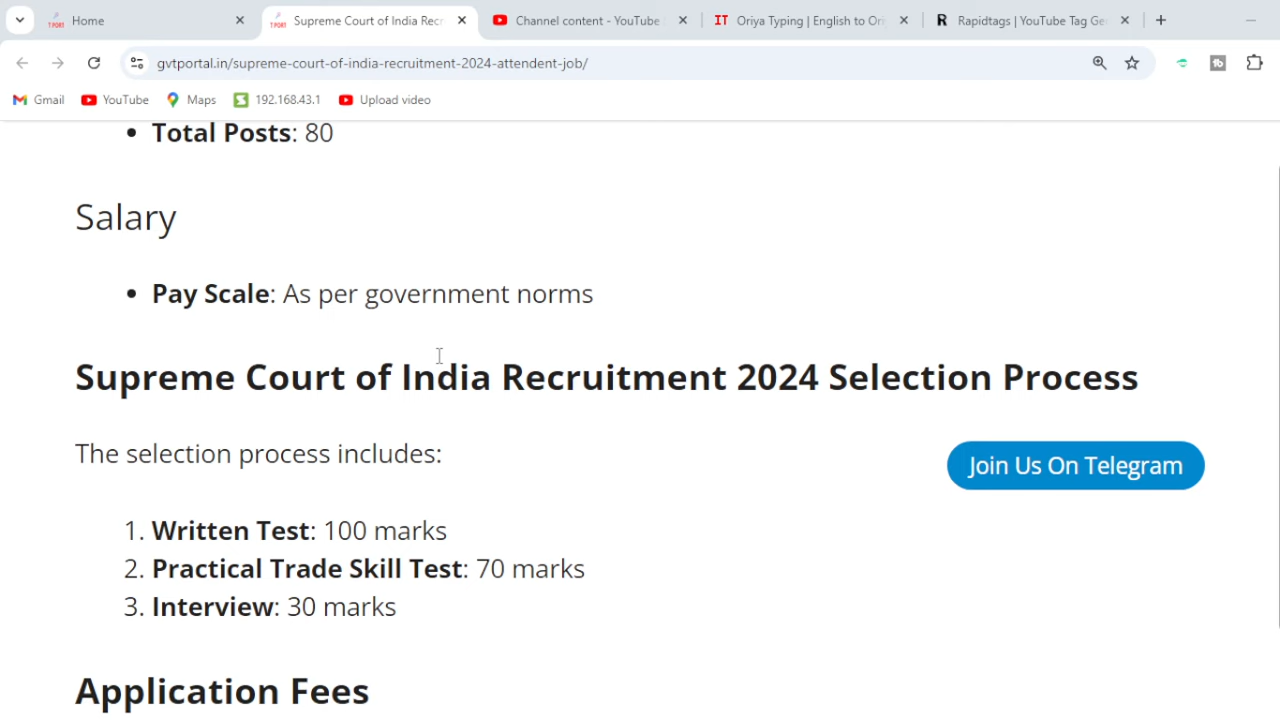 Home
Supreme Court of India Recr
Channel content - YouTube
Oriya Typing | English to Ori
Rapidtags | YouTube Tag Ge
gvtportal.in/supreme-court-of-india-recruitment-2024-attendent-job/
Gmail YouTube Maps 192.168.43.1 Upload video
• Total Posts: 80
Salary
• Pay Scale: As per government norms
Supreme Court of India Recruitment 2024 Selection Process
The selection process includes:
Join Us On Telegram
1. Written Test: 100 marks
2. Practical Trade Skill Test: 70 marks
3. Interview: 30 marks
Application Fees